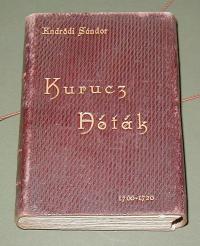 Endrődi Sándor
Kurucz
Nóták
1700-1720